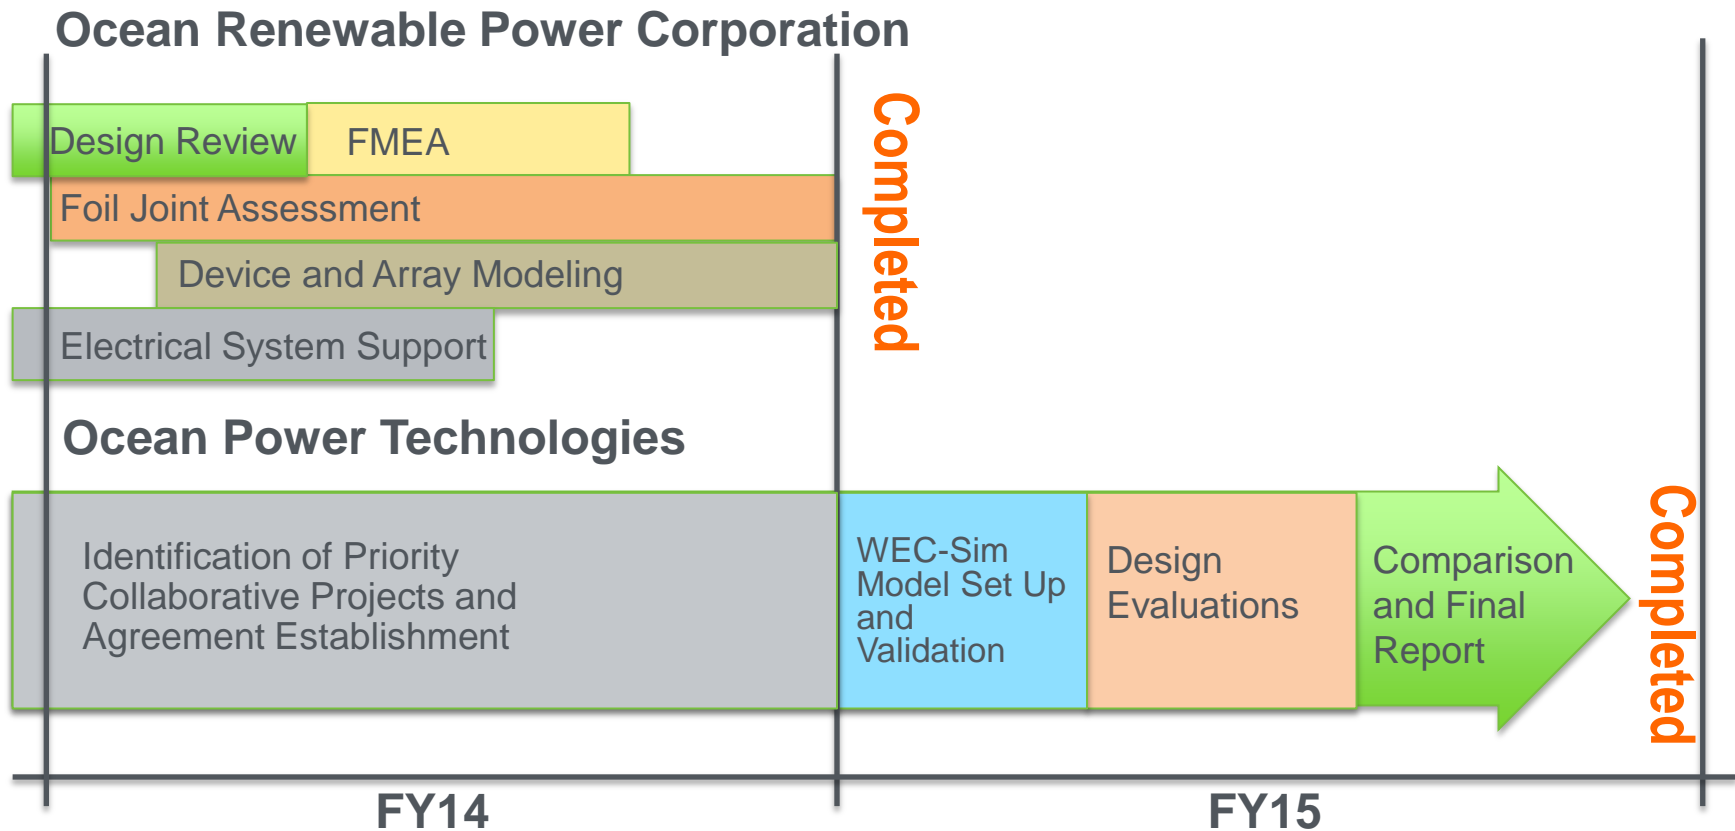 Ocean Renewable Power Corporation
Design Review
FMEA
Foil Joint Assessment
Device and Array Modeling
Electrical System Support
Completed
Ocean Power Technologies
Identification of Priority
Collaborative Projects and
Agreement Establishment
WEC-Sim
Model Set Up
and
Validation
Design
Evaluations
Comparison
and Final
Report
Completed
FY14
FY15